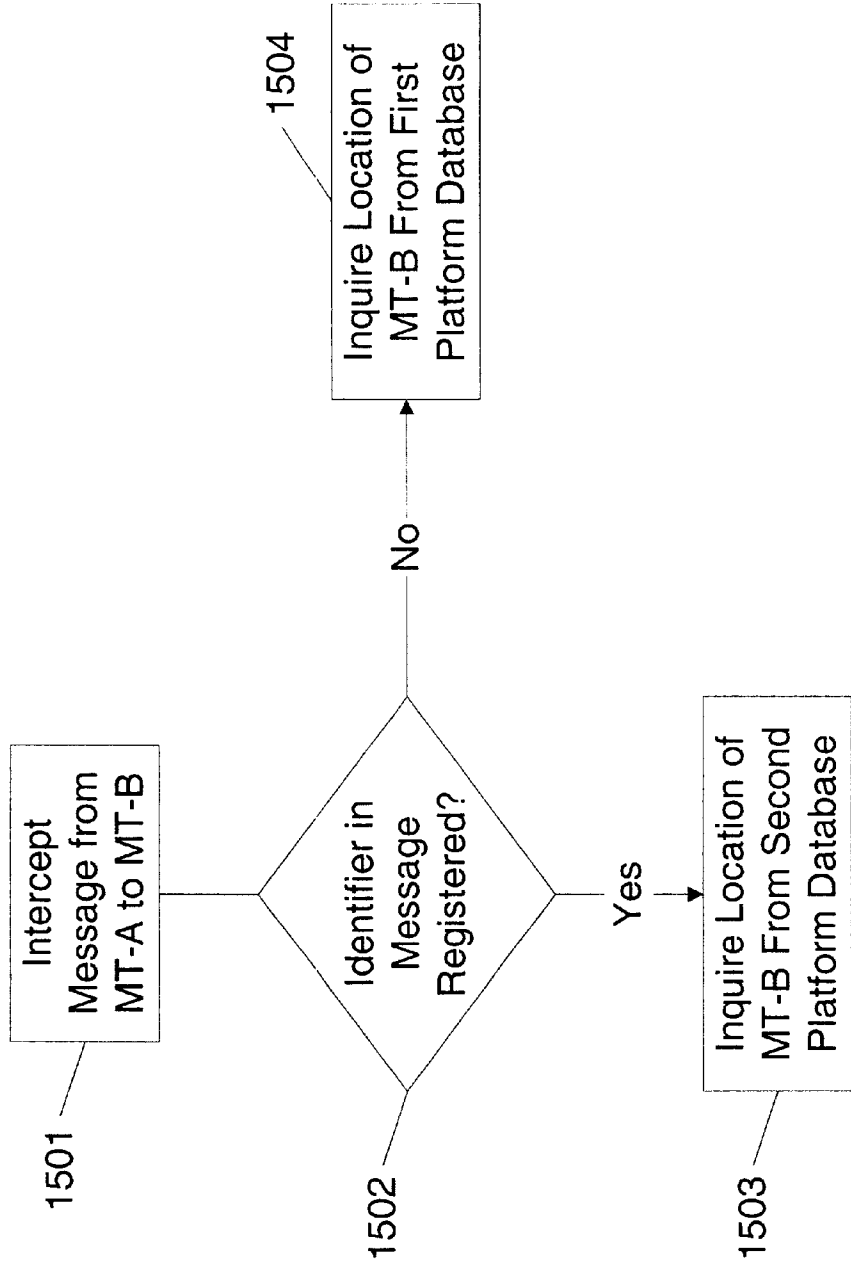 1501
Intercept
Message from
MT-A to MT-B
1502
Identifier in
Message
Registered?
No
1504
Inquire Location of
MT-B From First
Platform Database
Yes
1503
Inquire Location of
MT-B From Second
Platform Database